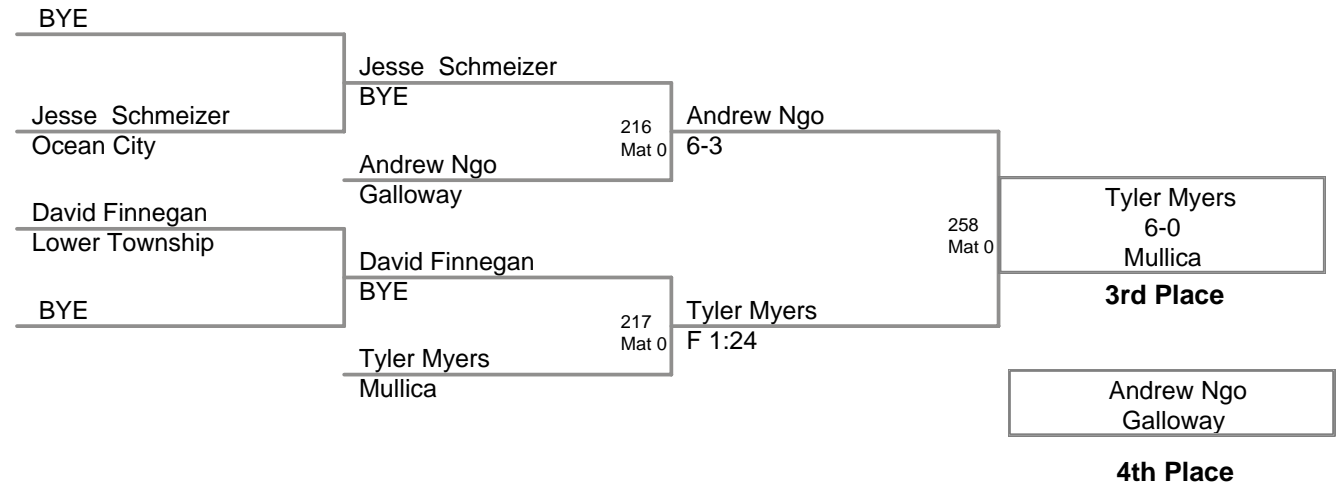 BYE
Jesse  Schmeizer
BYE
Jesse  Schmeizer
Ocean City
216
Mat 0
Andrew Ngo
6-3
Andrew Ngo
Galloway
David Finnegan
Lower Township
258
Mat 0
Tyler Myers
6-0
Mullica
3rd Place
David Finnegan
BYE
BYE
217
Mat 0
Tyler Myers
F 1:24
Tyler Myers
Mullica
Andrew Ngo
Galloway
4th Place